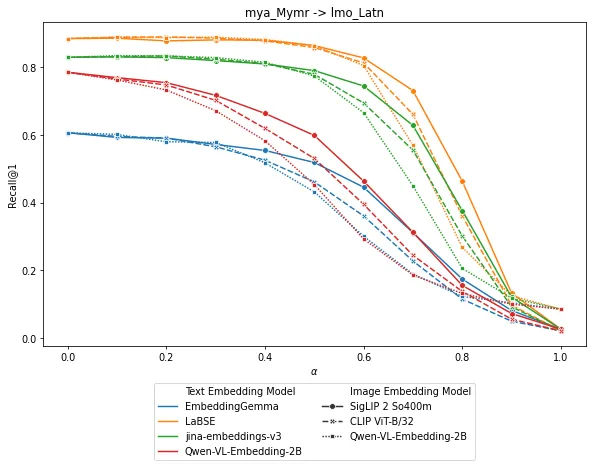 mya_Mymr -> lmo_Latn
Recall@1
0.8
0.6
0.4
0.2
0.0
0.0 0.2 0.4 0.6 0.8 1.0
α
Text Embedding Model
EmbeddingGemma
LaBSE
jina-embeddings-v3
Qwen-VL-Embedding-2B
Image Embedding Model
SigLIP 2 So400m
CLIP ViT-B/32
Qwen-VL-Embedding-2B